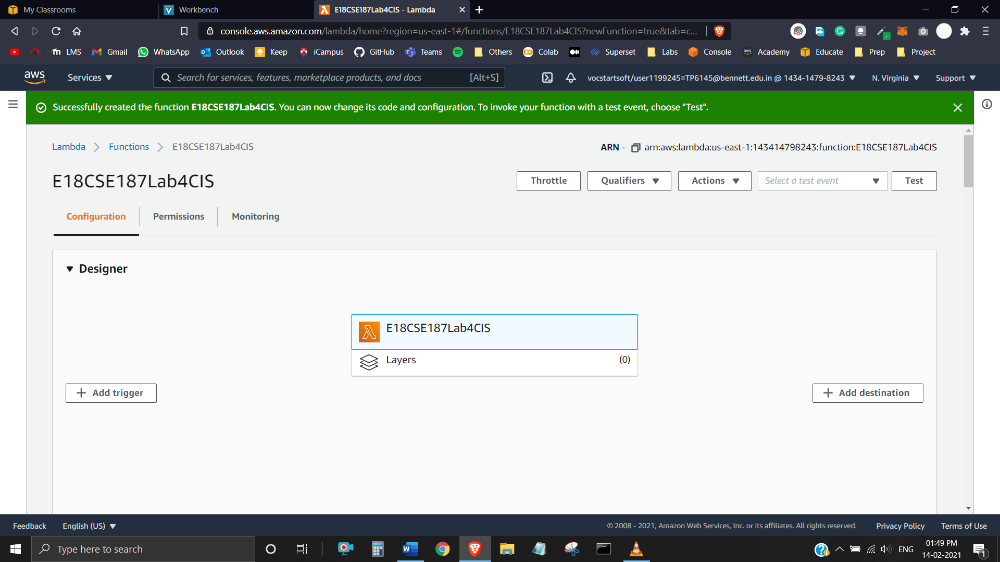 My Classrooms
Workbench
E18CSE187Lab4CIS - Lambda
console.aws.amazon.com/lambda/home?region=us-east-1#/functions/E18CSE187Lab4CIS?newFunction=true&tab=c...
LMS
Gmail
WhatsApp
Outlook
Keep
iCampus
GitHub
Teams
Others
Colab
Superset
Labs
Console
aws
Academy
Educate
Prep
Project
aws
Services
Search for services, features, marketplace products, and docs
[Alt+S]
vocstartsoft/user1199245=TP6145@bennett.edu.in @ 1434-1479-8243
N. Virginia
Support
Successfully created the function E18CSE187Lab4CIS. You can now change its code and configuration. To invoke your function with a test event, choose "Test".
Lambda
Functions
E18CSE187Lab4CIS
ARN - arn:aws:lambda:us-east-1:143414798243:function:E18CSE187Lab4CIS
E18CSE187Lab4CIS
Throttle
Qualifiers
Actions
Select a test event
Test
Configuration
Permissions
Monitoring
Designer
E18CSE187Lab4CIS
Layers
(0)
Add trigger
Add destination
Feedback
English (US)
© 2008 - 2021, Amazon Web Services, Inc. or its affiliates. All rights reserved.
Privacy Policy
Terms of Use
Type here to search
ENG
01:49 PM
14-02-2021
1